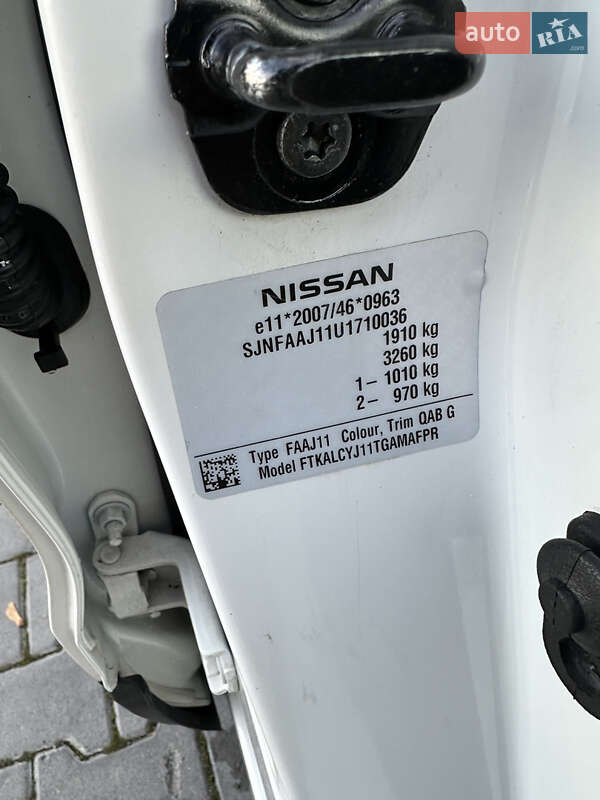 auto RIA.com
NISSAN
e11*2007/46*0963
SJNFAAJ11U1710036
1910 kg
3260 kg
1- 1010 kg
2- 970 kg
Type FAAJ11 Colour, Trim QAB G
Model FTKALCYJ11TGAMAFPR